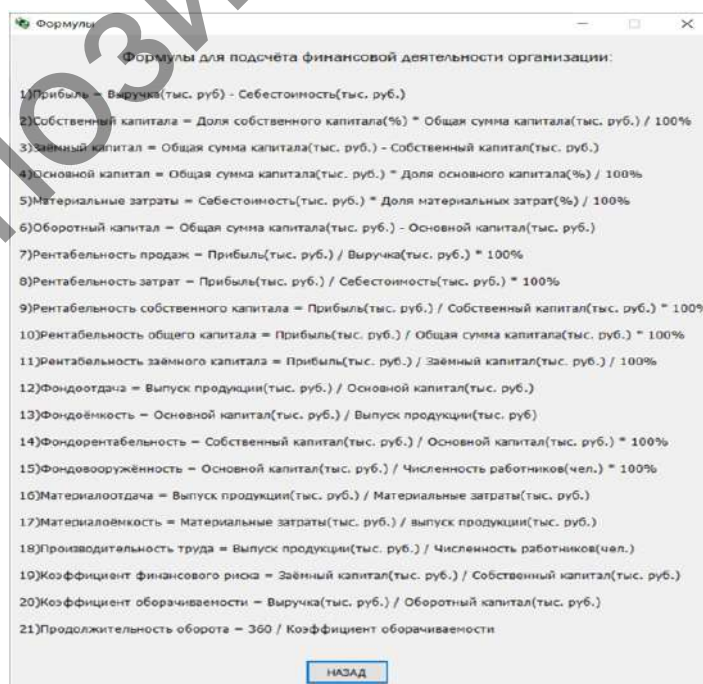 Формулы
Формулы для подсчёта финансовой деятельности организации:
1)Прибыль = Выручка(тыс. руб) - Себестоимость(тыс. руб.)
2)Собственный капитала = Доля собственного капитала(%) * Общая сумма капитала(тыс. руб.) / 100%
3)Заёмный капитал = Общая сумма капитала(тыс. руб.) - Собственный капитал(тыс. руб.)
4)Основной капитал = Общая сумма капитала(тыс. руб.) * Доля основного капитала(%) / 100%
5)Материальные затраты = Себестоимость(тыс. руб.) * Доля материальных затрат(%) / 100%
6)Оборотный капитал = Общая сумма капитала(тыс. руб.) - Основной капитал(тыс. руб.)
7)Рентабельность продаж = Прибыль(тыс. руб.) / Выручка(тыс. руб.) * 100%
8)Рентабельность затрат = Прибыль(тыс. руб.) / Себестоимость(тыс. руб.) * 100%
9)Рентабельность собственного капитала = Прибыль(тыс. руб.) / Собственный капитал(тыс. руб.) * 100%
10)Рентабельность общего капитала = Прибыль(тыс. руб.) / Общая сумма капитала(тыс. руб.) * 100%
11)Рентабельность заёмного капитала = Прибыль(тыс. руб.) / Заёмный капитал(тыс. руб.) / 100%
12)Фондоотдача = Выпуск продукции(тыс. руб.) / Основной капитал(тыс. руб.)
13)Фондоёмкость = Основной капитал(тыс. руб.) / Выпуск продукции(тыс. руб)
14)Фондорентабельность = Собственный капитал(тыс. руб.) / Основной капитал(тыс. руб.) * 100%
15)Фондовооружённость = Основной капитал(тыс. руб.) / Численность работников(чел.) * 100%
16)Материалоотдача = Выпуск продукции(тыс. руб.) / Материальные затраты(тыс. руб.)
17)Материалоёмкость = Материальные затраты(тыс. руб.) / выпуск продукции(тыс. руб.)
18)Производительность труда = Выпуск продукции(тыс. руб.) / Численность работников(чел.)
19)Коэффициент финансового риска = Заёмный капитал(тыс. руб.) / Собственный капитал(тыс. руб.)
20)Коэффициент оборачиваемости = Выручка(тыс. руб.) / Оборотный капитал(тыс. руб.)
21)Продолжительность оборота = 360 / Коэффициент оборачиваемости
НАЗАД